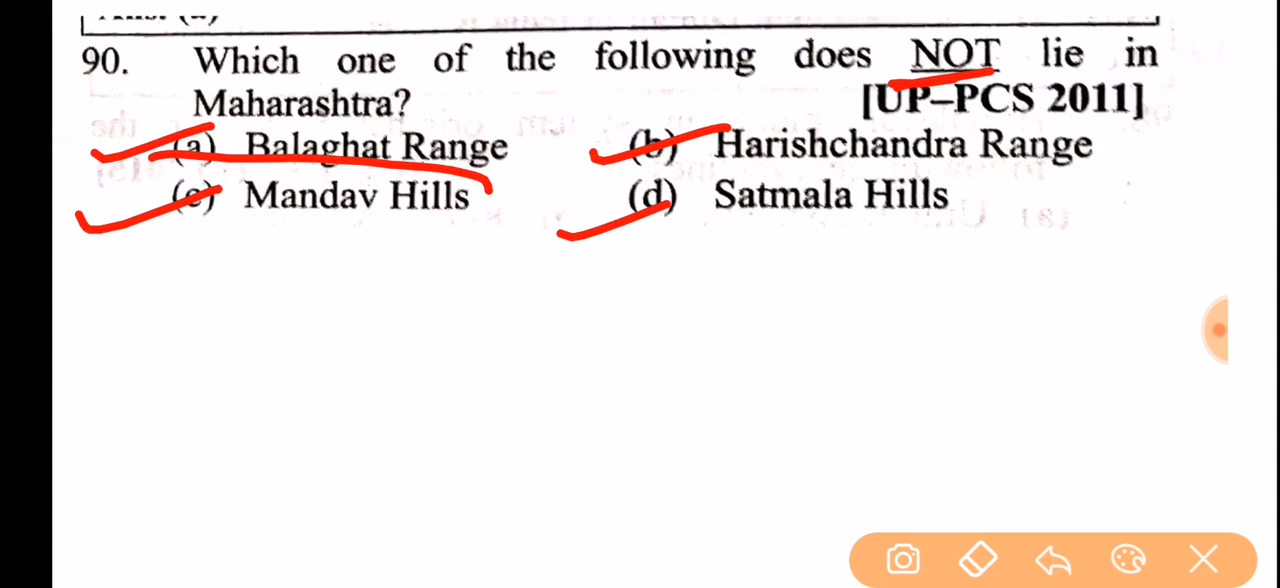 90. Which one of the following does NOT lie in
Maharashtra? [UP–PCS 2011]
(a) Balaghat Range (b) Harishchandra Range
(c) Mandav Hills (d) Satmala Hills